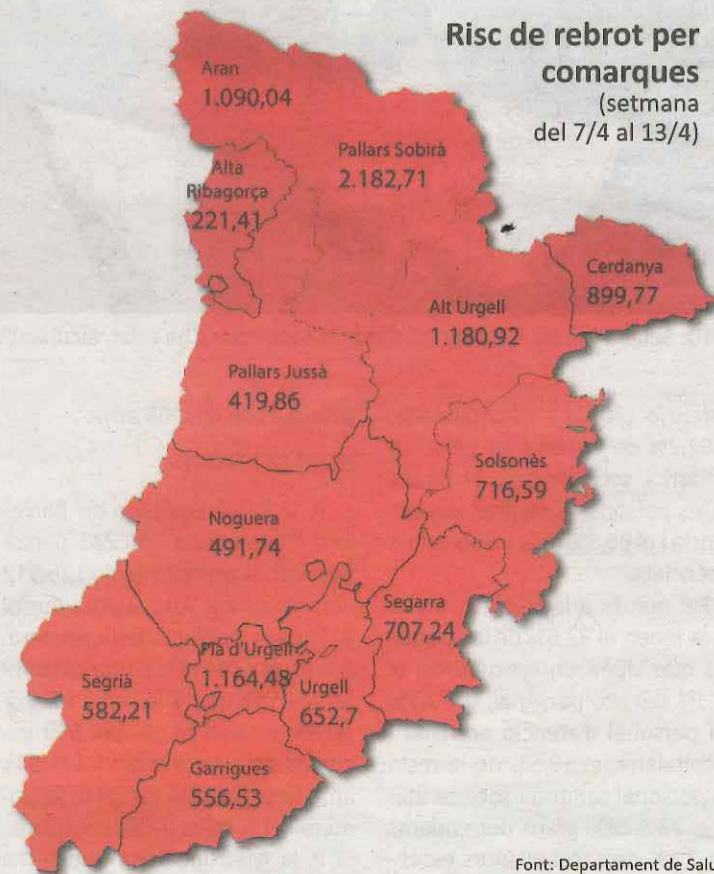 Risc de rebrot per
comarques
(setmana
del 7/4 al 13/4)
Aran
1.090,04
Pallars Sobirà
2.182,71
Alta
Ribagorça
221,41
Cerdanya
899,77
Alt Urgell
1.180,92
Pallars Jussà
419,86
Solsonès
716,59
Noguera
491,74
Segarra
707,24
Pla d'Urgell
1.164,48
Urgell
652,7
Segrià
582,21
Garrigues
556,53
Font: Departament de Salu